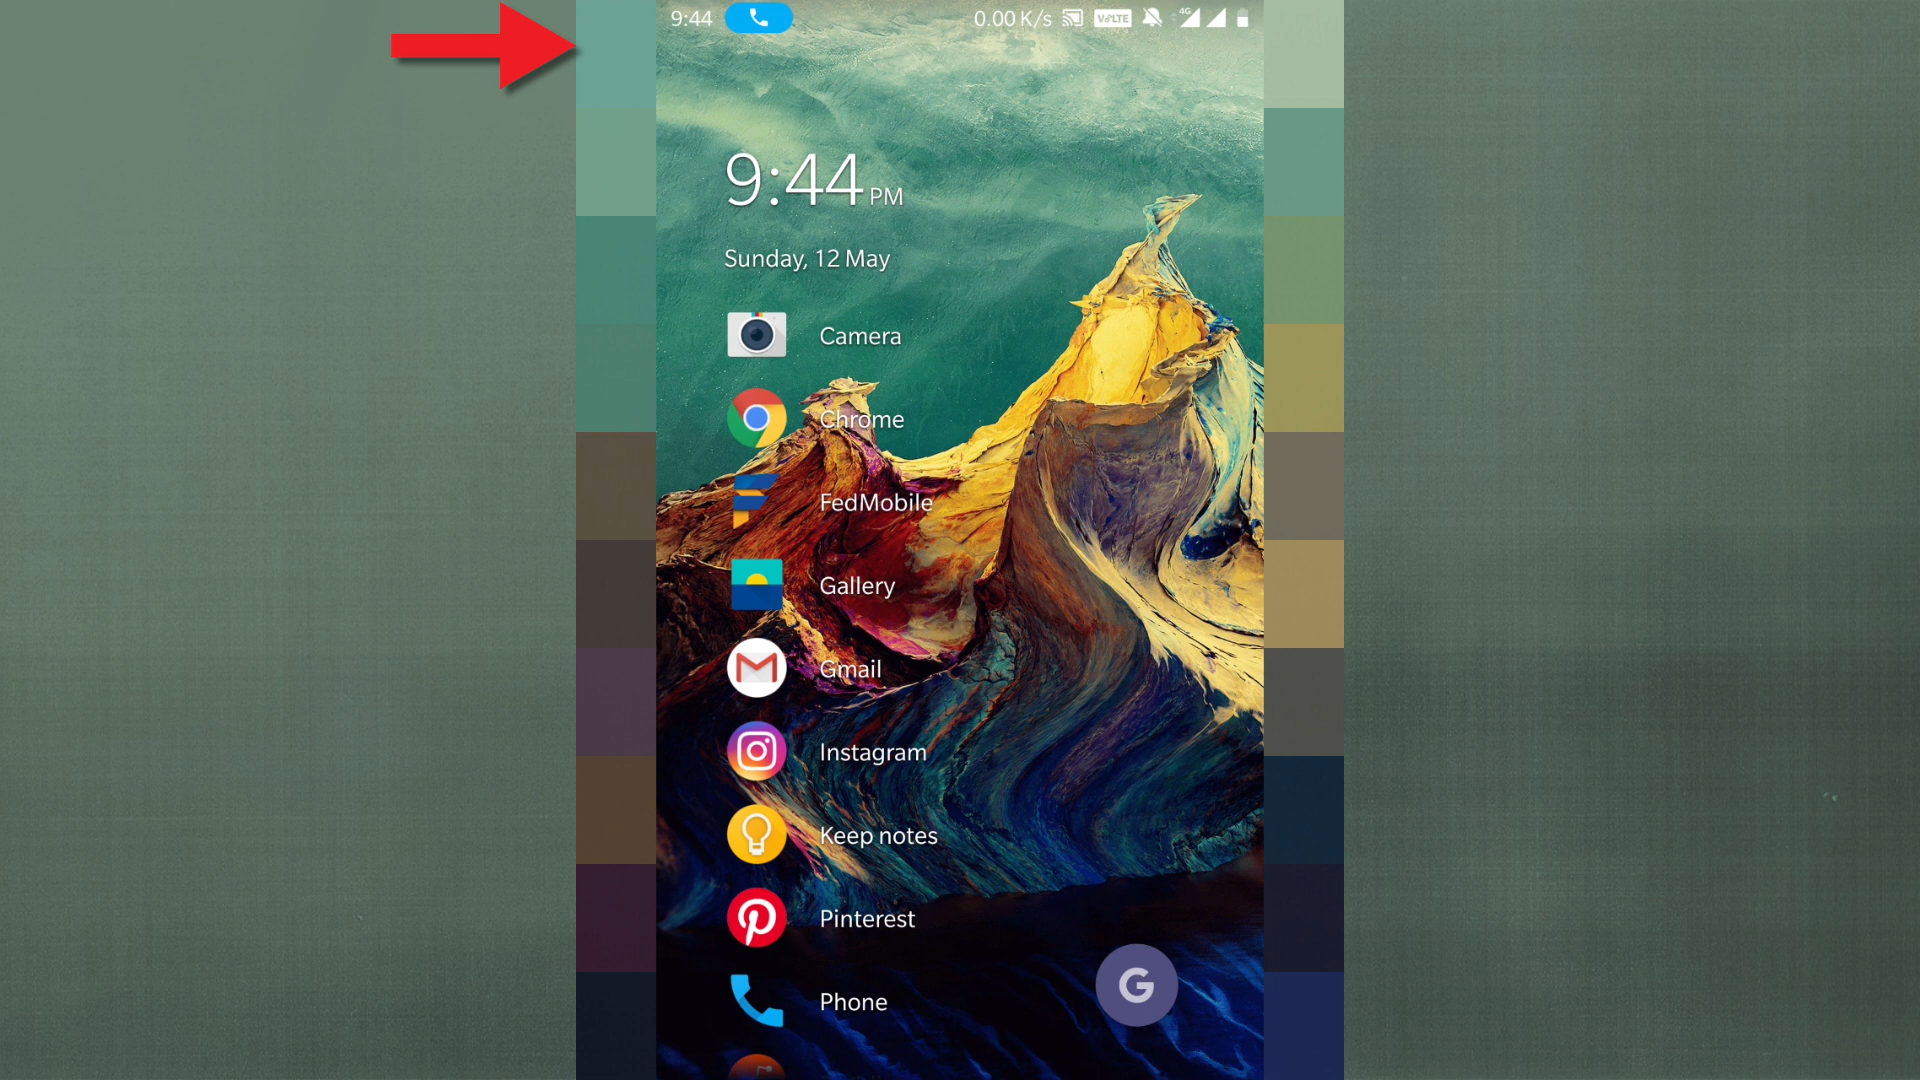 9:44 0.00 K/s VoLTE 4G
9:44 PM
Sunday, 12 May
Camera
Chrome
FedMobile
Gallery
Gmail
Instagram
Keep notes
Pinterest
G
Phone